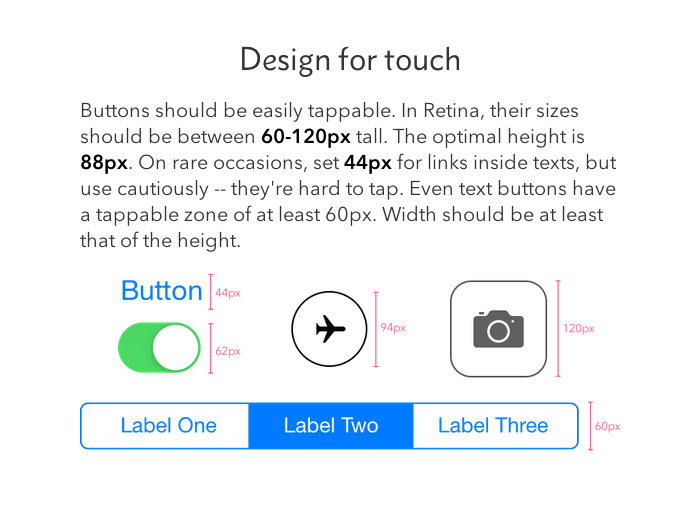 Design for touch
Buttons should be easily tappable. In Retina, their sizes
should be between 60-120px tall. The optimal height is
88px. On rare occasions, set 44px for links inside texts, but
use cautiously -- they're hard to tap. Even text buttons have
a tappable zone of at least 60px. Width should be at least
that of the height.
Button
44px
62px
94px
120px
Label One
Label Two
Label Three
60px